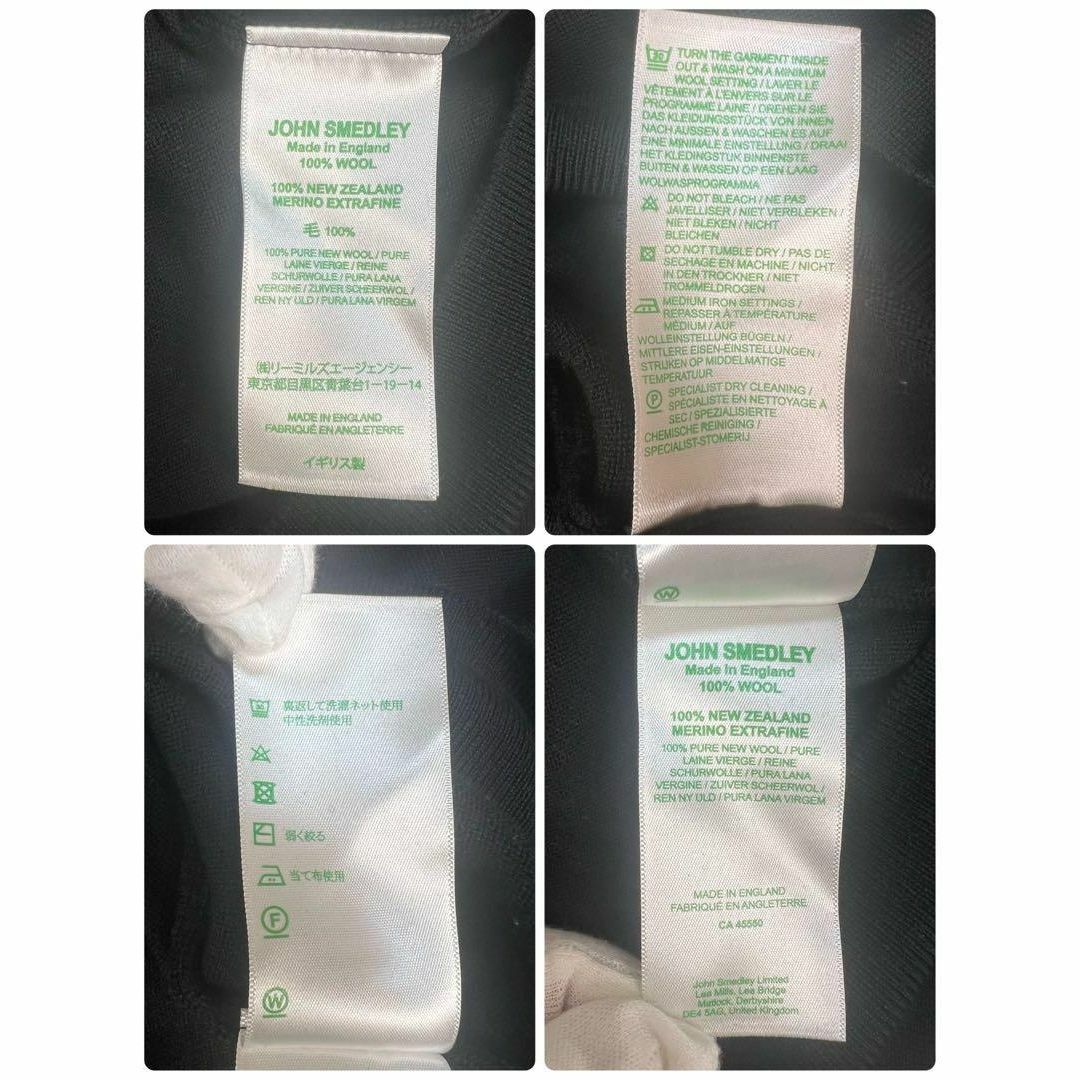 JOHN SMEDLEY
Made in England
100% WOOL
100% NEW ZEALAND
MERINO EXTRAFINE
毛 100%
100% PURE NEW WOOL / PURE
LAINE VIERGE / REINE
SCHURWOLLE / PURA LANA
VERGINE / ZUIVER SCHEERWOL /
REN NY ULD / PURA LANA VIRGEM
㈱リーミルズエージェンシー
東京都目黒区青葉台1-19-14
MADE IN ENGLAND
FABRIQUÉ EN ANGLETERRE
イギリス製
30 TURN THE GARMENT INSIDE
OUT & WASH ON A MINIMUM
WOOL SETTING / LAVER LE
VÊTEMENT À L'ENVERS SUR LE
PROGRAMME LAINE / DREHEN SIE
DAS KLEIDUNGSSTÜCK VON INNEN
NACH AUSSEN & WASCHEN ES AUF
EINE MINIMALE EINSTELLUNG / DRAAI
HET KLEDINGSTUK BINNENSTE
BUITEN & WASSEN OP EEN LAAG
WOLWASPROGRAMMA
DO NOT BLEACH / NE PAS
JAVELLISER / NIET VERBLEKEN /
NIET BLEKEN / NICHT
BLEICHEN
DO NOT TUMBLE DRY / PAS DE
SECHAGE EN MACHINE / NICHT
IN DEN TROCKNER / NIET
TROMMELDROGEN
MEDIUM IRON SETTINGS /
REPASSER À TEMPÉRATURE
MÉDIUM / AUF
WOLLEINSTELLUNG BÜGELN /
MITTLERE EISEN-EINSTELLUNGEN /
STRIJKEN OP MIDDELMATIGE
TEMPERATUUR
P SPECIALIST DRY CLEANING /
SPÉCIALISTE EN NETTOYAGE À
SEC / SPEZIALISIERTE
CHEMISCHE REINIGING /
SPECIALIST-STOMERIJ
30 裏返して洗濯ネット使用
中性洗剤使用
弱く絞る
当て布使用
F
W
W
JOHN SMEDLEY
Made in England
100% WOOL
100% NEW ZEALAND
MERINO EXTRAFINE
100% PURE NEW WOOL / PURE
LAINE VIERGE / REINE
SCHURWOLLE / PURA LANA
VERGINE / ZUIVER SCHEERWOL /
REN NY ULD / PURA LANA VIRGEM
MADE IN ENGLAND
FABRIQUÉ EN ANGLETERRE
CA 45550
John Smedley Limited
Lea Mills, Lea Bridge
Matlock, Derbyshire
DE4 5AG, United Kingdom